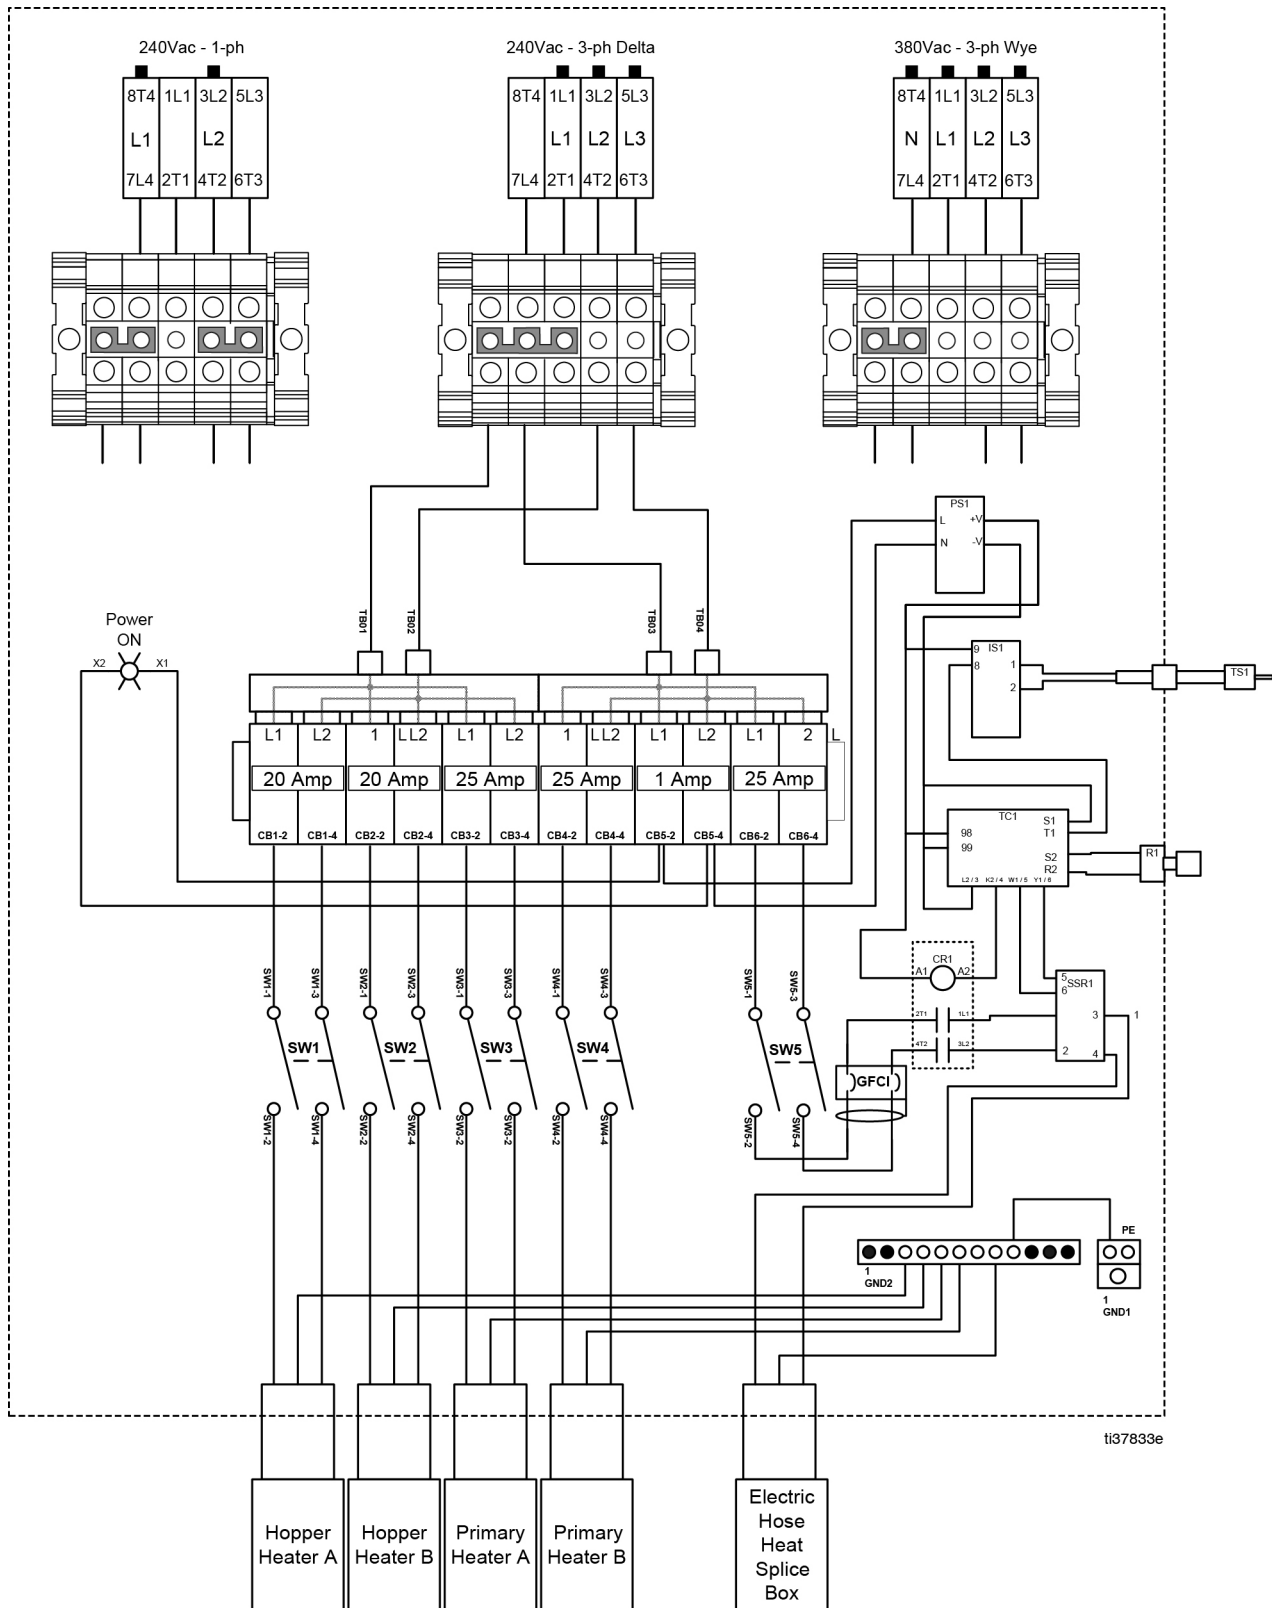 240Vac - 1-ph
240Vac - 3-ph Delta
380Vac - 3-ph Wye
8T4 1L1 3L2 5L3
L1 L2
7L4 2T1 4T2 6T3
8T4 1L1 3L2 5L3
L1 L2 L3
7L4 2T1 4T2 6T3
8T4 1L1 3L2 5L3
N L1 L2 L3
7L4 2T1 4T2 6T3
PS1
L +V
N -V
Power
ON
X2 X1
TB01
TB02
TB03
TB04
9 IS1
8 1
2
TS1
L1 L2 1 LL2 L1 L2 1 LL2 L1 L2 L1 2 L
20 Amp 20 Amp 25 Amp 25 Amp 1 Amp 25 Amp
CB1-2 CB1-4 CB2-2 CB2-4 CB3-2 CB3-4 CB4-2 CB4-4 CB5-2 CB5-4 CB6-2 CB6-4
TC1
S1
98 T1
99
S2
R2
L2 / 3 K2 / 4 W1 / 5 Y1 / 6
R1
SW1-1
SW1-3
SW2-1
SW2-3
SW3-1
SW3-3
SW4-1
SW4-3
SW5-1
SW5-3
CR1
A1 A2
5
SSR1
6
2T1 1L1
3 1
4T2 3L2
2 4
SW1 SW2 SW3 SW4 SW5
GFCI
SW1-2
SW1-4
SW2-2
SW2-4
SW3-2
SW3-4
SW4-2
SW4-4
SW5-2
SW5-4
PE
1
GND2
1
GND1
ti37833e
Hopper
Heater A
Hopper
Heater B
Primary
Heater A
Primary
Heater B
Electric
Hose
Heat
Splice
Box